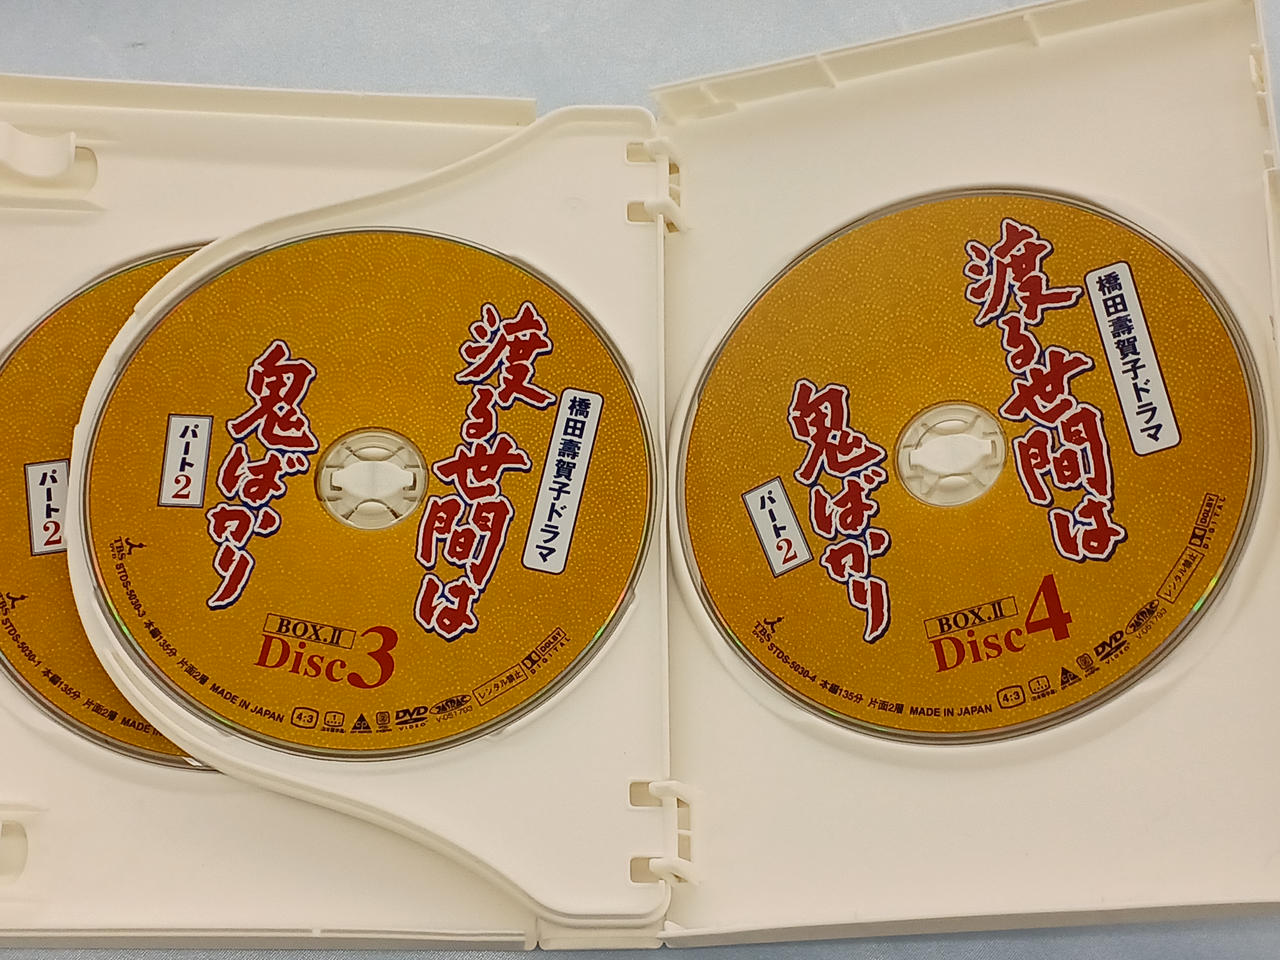 パート2
TBS
STDS-5030-1 本編135分 片面2層 MADE IN
橋田壽賀子ドラマ
渡る世間は
鬼ばかり
パート2
BOX.II
Disc3
TBS
DVD
STDS-5030-3 本編135分 片面2層 MADE IN JAPAN
4:3
DVD
VIDEO
JASRAC
V-051793
レンタル禁止
DOLBY
DIGITAL
橋田壽賀子ドラマ
渡る世間は
鬼ばかり
パート2
BOX.II
Disc4
TBS
DVD
STDS-5030-4 本編135分 片面2層 MADE IN JAPAN
4:3
DVD
VIDEO
JASRAC
V-051793
レンタル禁止
DOLBY
DIGITAL